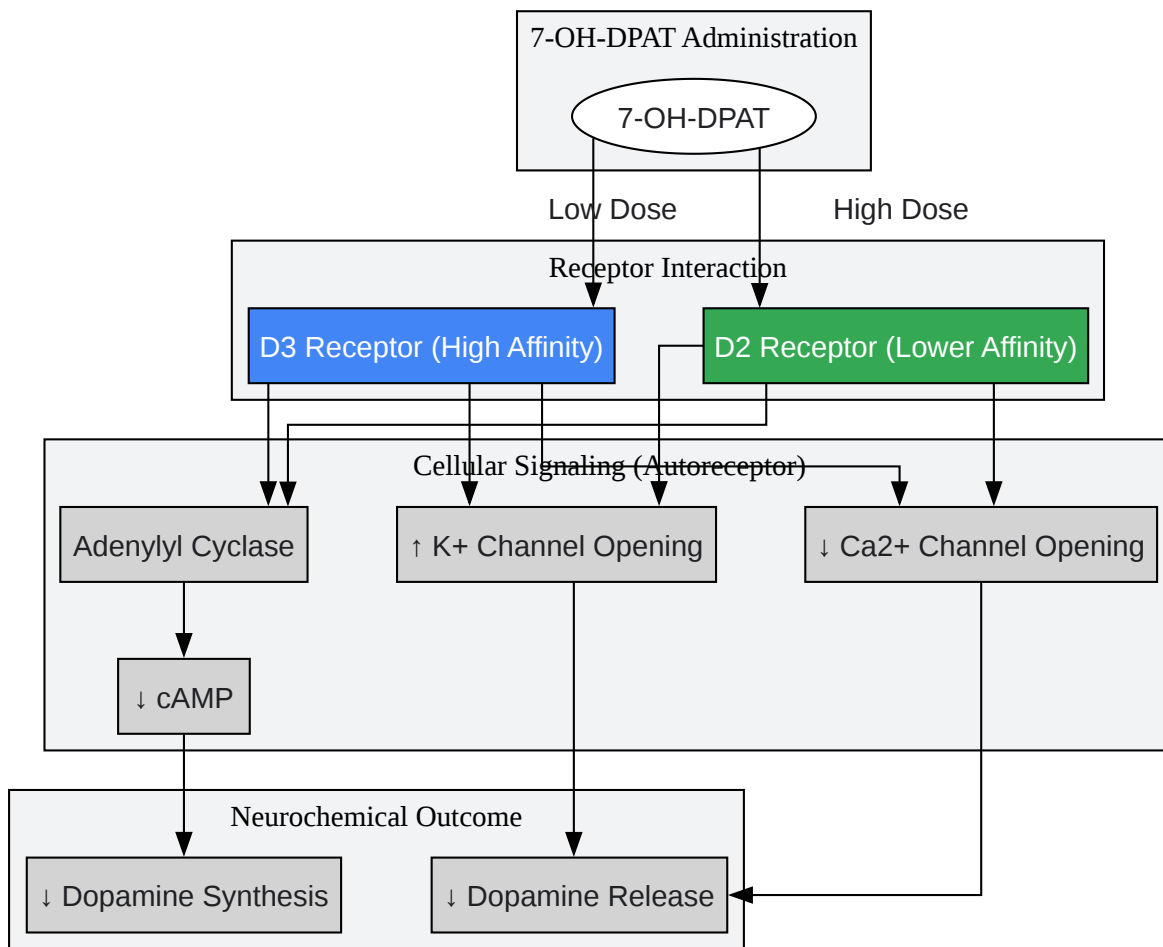 7-OH-DPAT Administration
7-OH-DPAT
Low Dose
High Dose
Receptor Interaction
D3 Receptor (High Affinity)
D2 Receptor (Lower Affinity)
Cellular Signaling (Autoreceptor)
Adenylyl Cyclase
↑ K+ Channel Opening
↓ Ca2+ Channel Opening
↓ cAMP
Neurochemical Outcome
↓ Dopamine Synthesis
↓ Dopamine Release